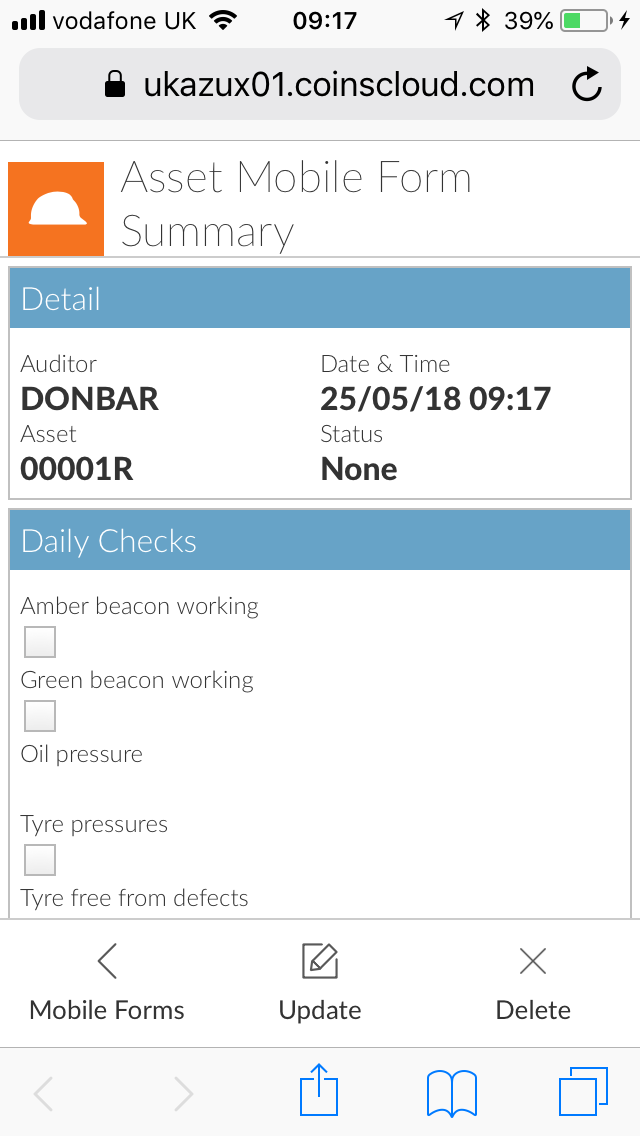 vodafone UK 09:17 39%
ukazux01.coinscloud.com
Asset Mobile Form
Summary
Detail
Auditor Date & Time
DONBAR 25/05/18 09:17
Asset Status
00001R None
Daily Checks
Amber beacon working
Green beacon working
Oil pressure
Tyre pressures
Tyre free from defects
Mobile Forms Update Delete